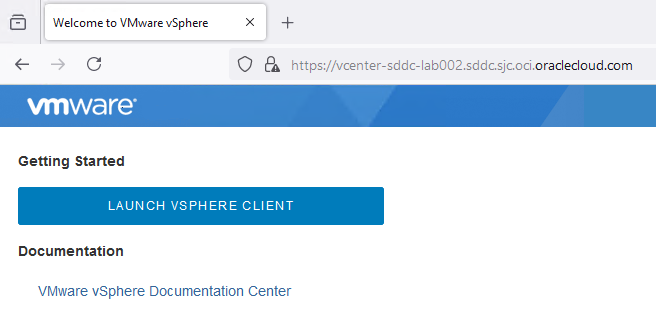 Welcome to VMware vSphere
https://vcenter-sddc-lab002.sddc.sjc.oci.oraclecloud.com
vmware®
Getting Started
LAUNCH VSPHERE CLIENT
Documentation
VMware vSphere Documentation Center